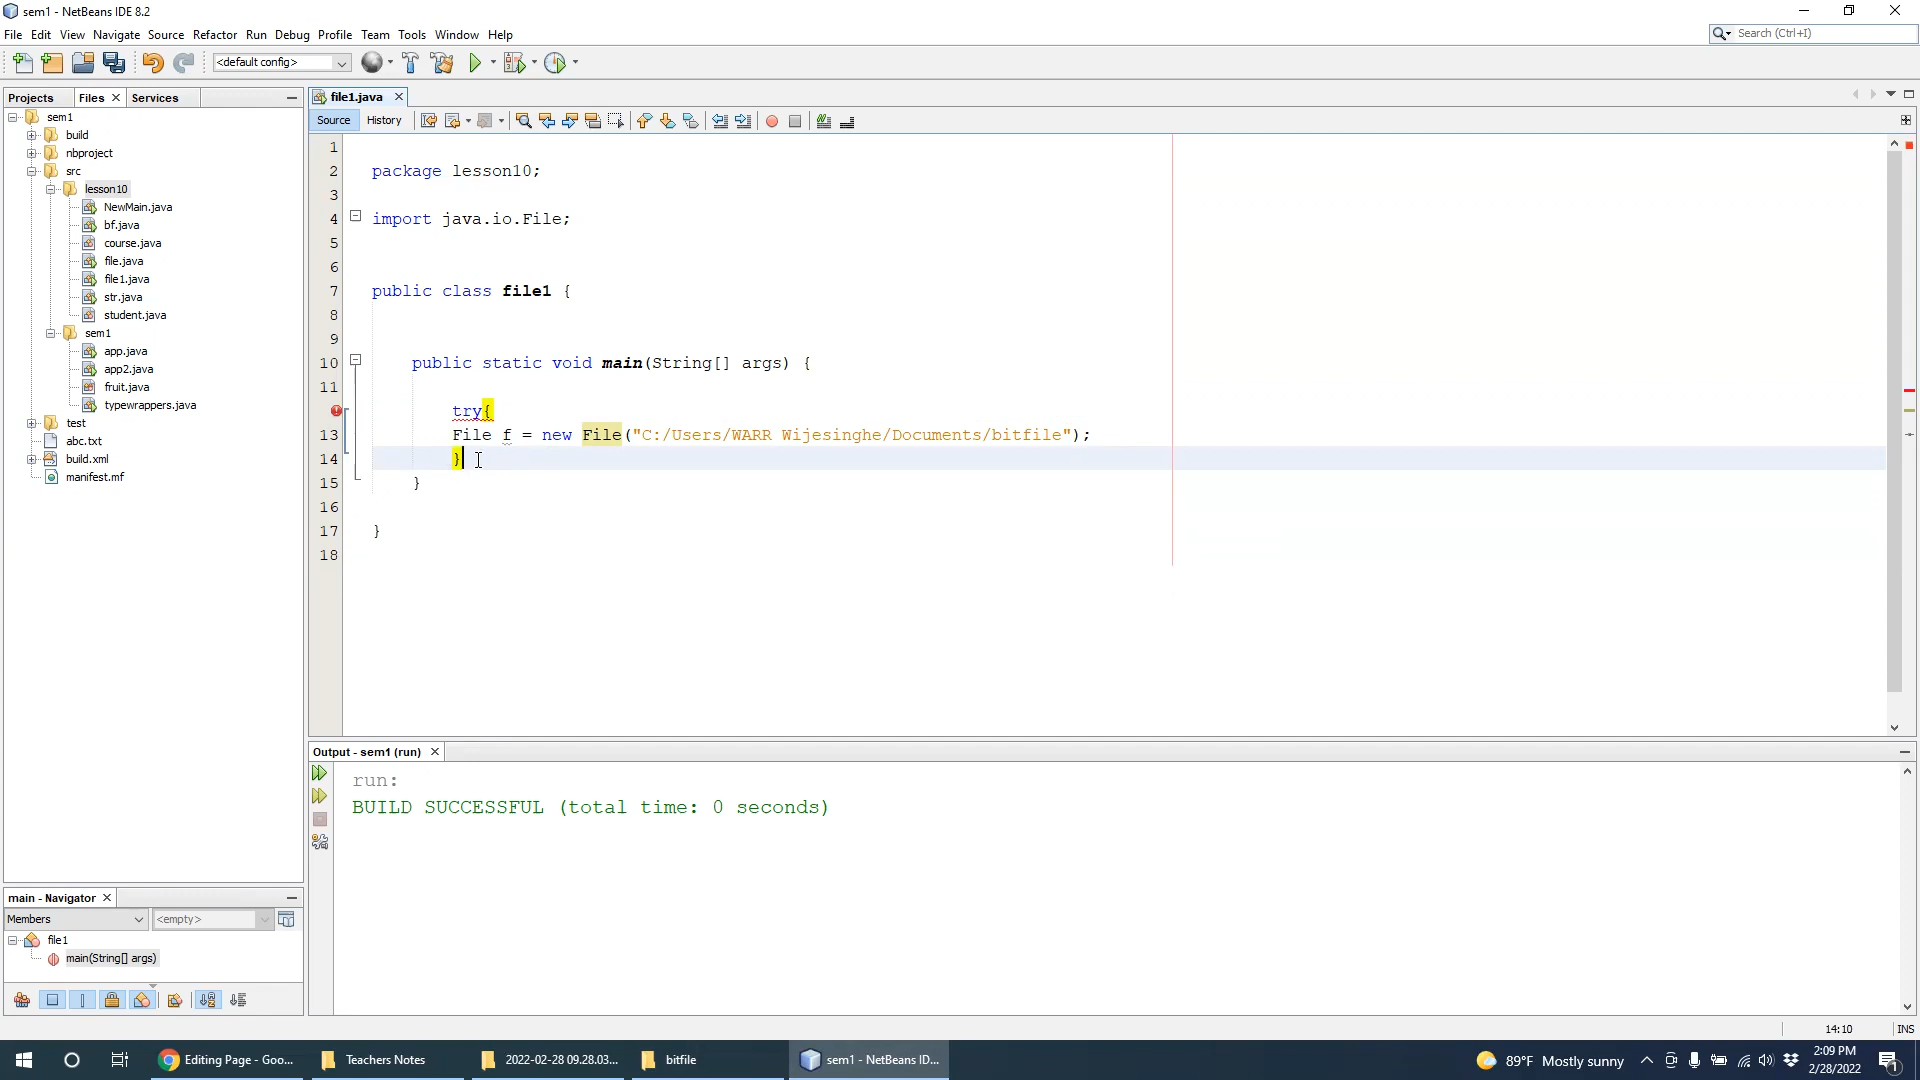 sem1 - NetBeans IDE 8.2
File Edit View Navigate Source Refactor Run Debug Profile Team Tools Window Help
Search (Ctrl+I)
<default config>
Projects Files Services
file1.java
Source History
sem1
build
nbproject
src
lesson10
NewMain.java
bf.java
course.java
file.java
file1.java
str.java
student.java
sem1
app.java
app2.java
fruit.java
typewrappers.java
test
abc.txt
build.xml
manifest.mf
1
2 package lesson10;
3
4 import java.io.File;
5
6
7 public class file1 {
8
9
10 public static void main(String[] args) {
11
try{
13 File f = new File("C:/Users/WARR Wijesinghe/Documents/bitfile");
14 }
15 }
16
17 }
18
Output - sem1 (run)
run:
BUILD SUCCESSFUL (total time: 0 seconds)
main - Navigator
Members <empty>
file1
main(String[] args)
14:10 INS
Editing Page - Goo... Teachers Notes 2022-02-28 09.28.03... bitfile sem1 - NetBeans ID... 89°F Mostly sunny
2:09 PM
2/28/2022
1